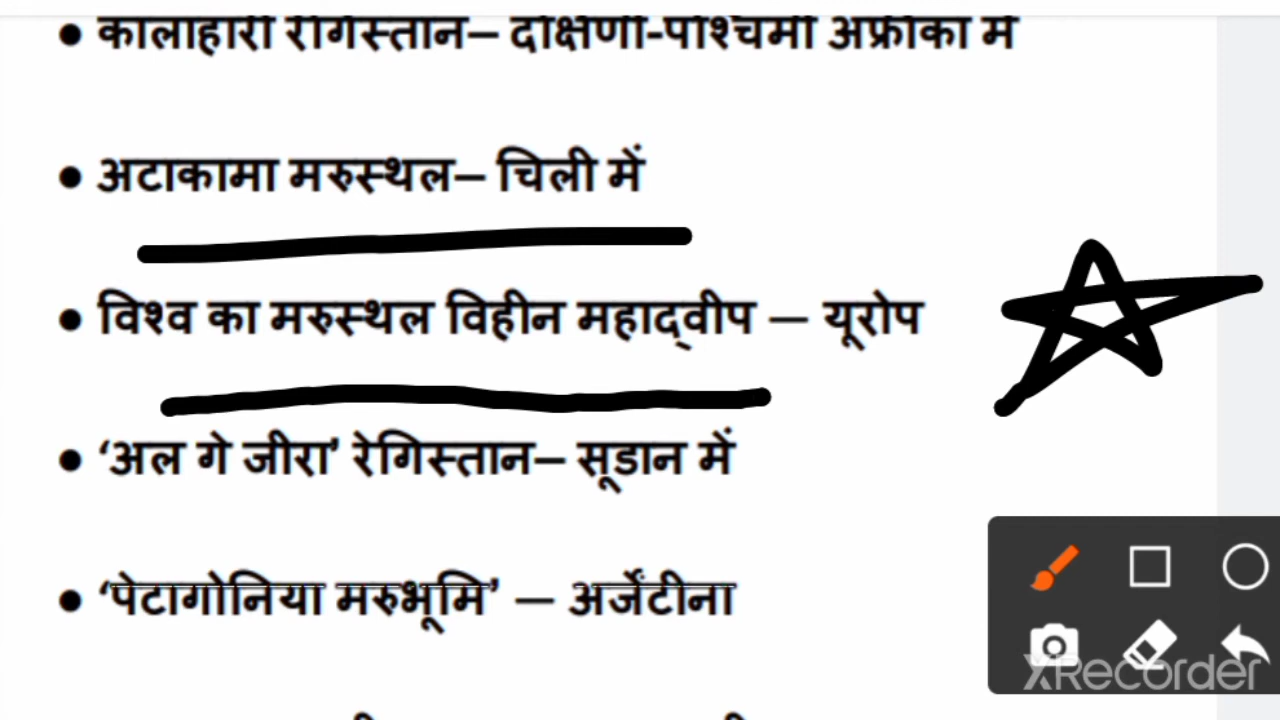 ● कालाहारी रेगिस्तान– दक्षिणी-पश्चिमी अफ्रीका में
● अटाकामा मरुस्थल– चिली में
● विश्व का मरुस्थल विहीन महाद्वीप — यूरोप
● ‘अल गे जीरा’ रेगिस्तान– सूडान में
● ‘पेटागोनिया मरुभूमि’ — अर्जेंटीना
XRecorder